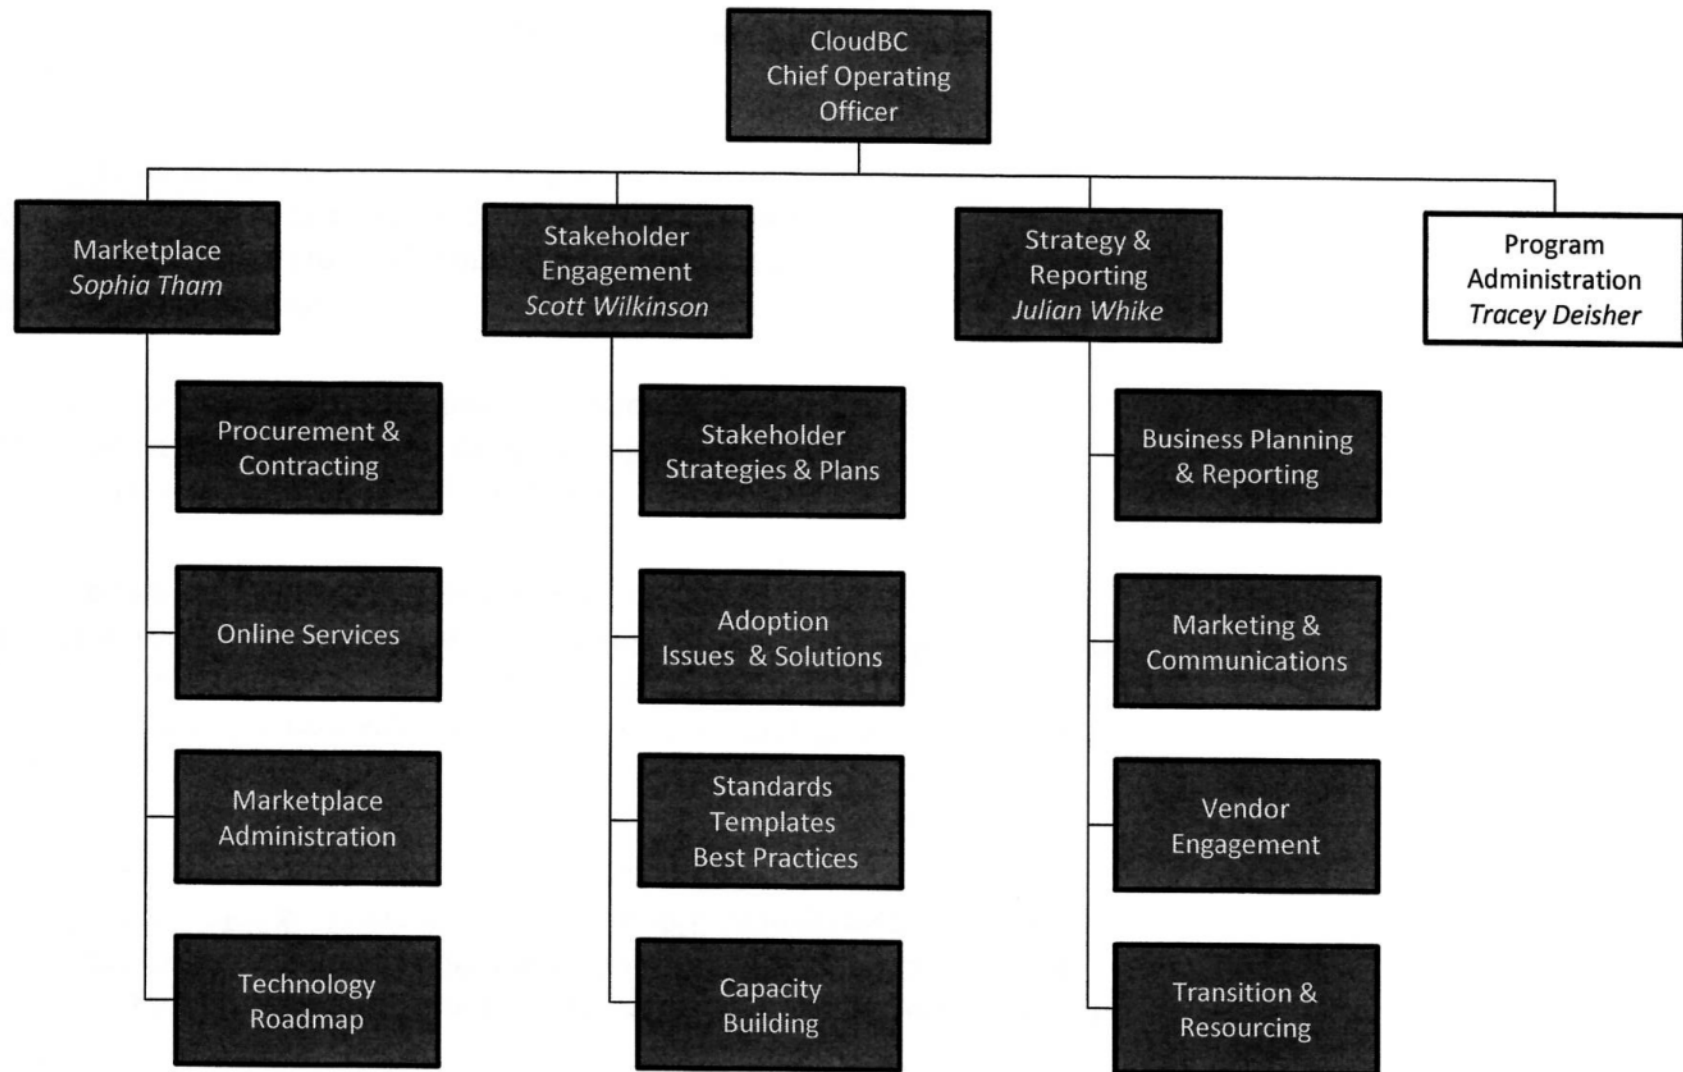 CloudBC
Chief Operating
Officer
Marketplace
Sophia Tham
Stakeholder
Engagement
Scott Wilkinson
Strategy &
Reporting
Julian Whike
Program
Administration
Tracey Deisher
Procurement &
Contracting
Stakeholder
Strategies & Plans
Business Planning
& Reporting
Online Services
Adoption
Issues & Solutions
Marketing &
Communications
Marketplace
Administration
Standards
Templates
Best Practices
Vendor
Engagement
Technology
Roadmap
Capacity
Building
Transition &
Resourcing